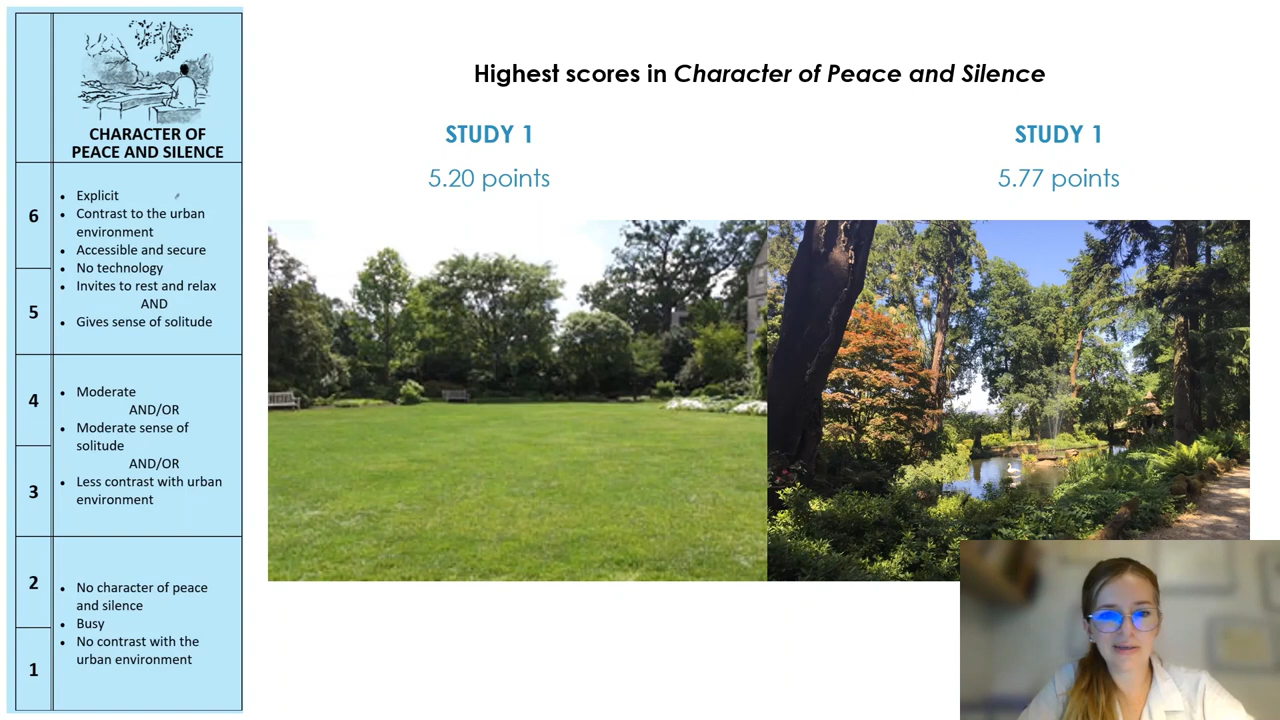 CHARACTER OF
PEACE AND SILENCE
6
5
• Explicit
• Contrast to the urban
environment
• Accessible and secure
• No technology
• Invites to rest and relax
AND
• Gives sense of solitude
4
3
• Moderate
AND/OR
• Moderate sense of
solitude
AND/OR
• Less contrast with urban
environment
2
1
• No character of peace
and silence
• Busy
• No contrast with the
urban environment
Highest scores in Character of Peace and Silence
STUDY 1
5.20 points
STUDY 1
5.77 points